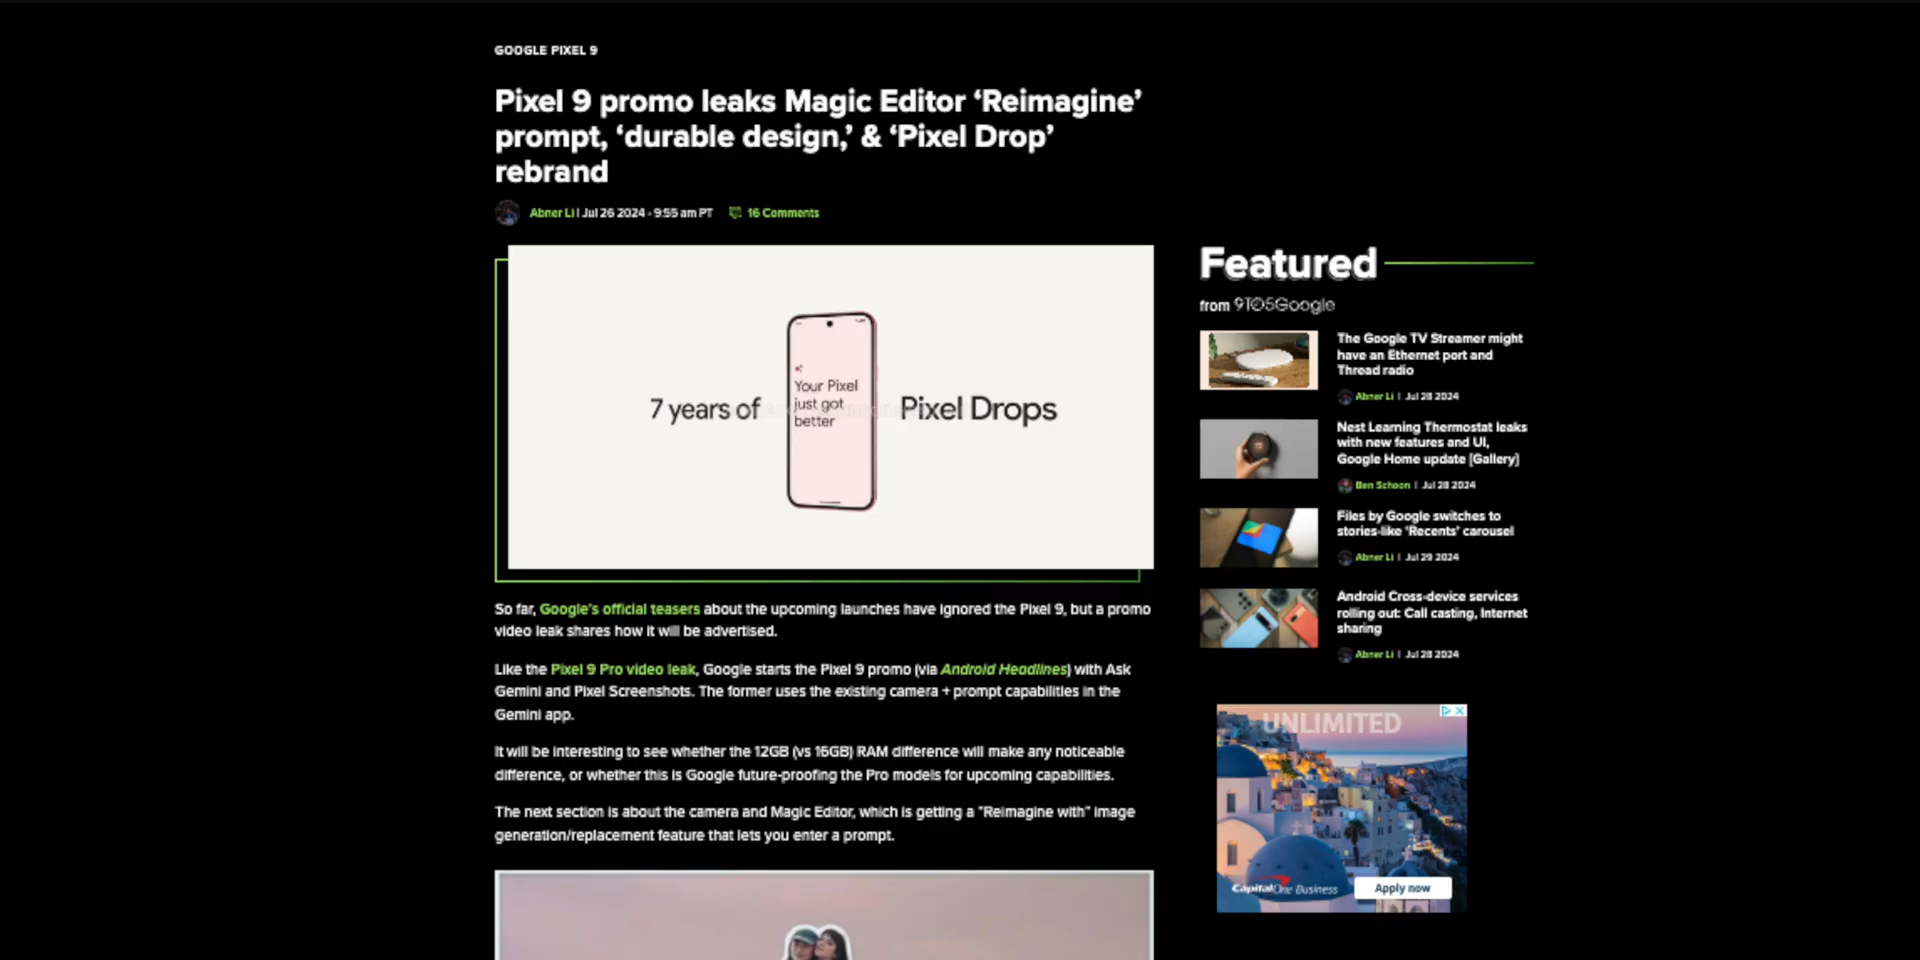 GOOGLE PIXEL 9
Pixel 9 promo leaks Magic Editor ‘Reimagine’
prompt, ‘durable design,’ & ‘Pixel Drop’
rebrand
Abner Li | Jul 26 2024 - 9:55 am PT 16 Comments
7 years of
Your Pixel
just got
better
Pixel Drops
So far, Google's official teasers about the upcoming launches have ignored the Pixel 9, but a promo
video leak shares how it will be advertised.
Like the Pixel 9 Pro video leak, Google starts the Pixel 9 promo (via Android Headlines) with Ask
Gemini and Pixel Screenshots. The former uses the existing camera + prompt capabilities in the
Gemini app.
It will be interesting to see whether the 12GB (vs 16GB) RAM difference will make any noticeable
difference, or whether this is Google future-proofing the Pro models for upcoming capabilities.
The next section is about the camera and Magic Editor, which is getting a "Reimagine with" image
generation/replacement feature that lets you enter a prompt.
Featured
from 9TO5Google
The Google TV Streamer might
have an Ethernet port and
Thread radio
Abner Li | Jul 28 2024
Nest Learning Thermostat leaks
with new features and UI,
Google Home update [Gallery]
Ben Schoon | Jul 28 2024
Files by Google switches to
stories-like 'Recents' carousel
Abner Li | Jul 29 2024
Android Cross-device services
rolling out: Call casting, Internet
sharing
Abner Li | Jul 28 2024
UNLIMITED
Capital One Business
Apply now